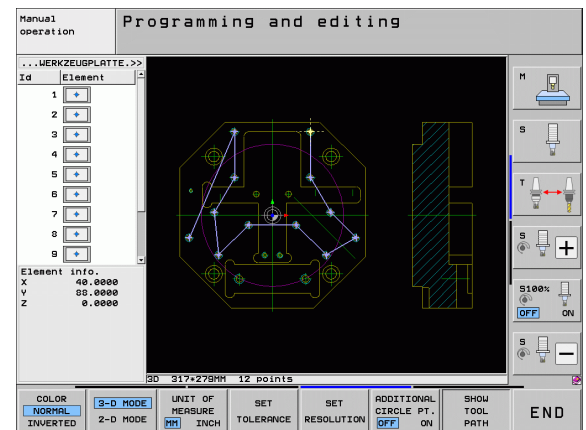 Manual
operation
Programming and editing
...WERKZEUGPLATTE.>>
Id Element
1
2
3
4
5
6
7
8
9
Element info.
X 40.0000
Y 88.0000
Z 0.0000
3D 317*279MM 12 points
M
S
T
S
+
S100%
OFF ON
S
−
COLOR
NORMAL
INVERTED
3-D MODE
2-D MODE
UNIT OF
MEASURE
MM INCH
SET
TOLERANCE
SET
RESOLUTION
ADDITIONAL
CIRCLE PT.
OFF ON
SHOW
TOOL
PATH
END